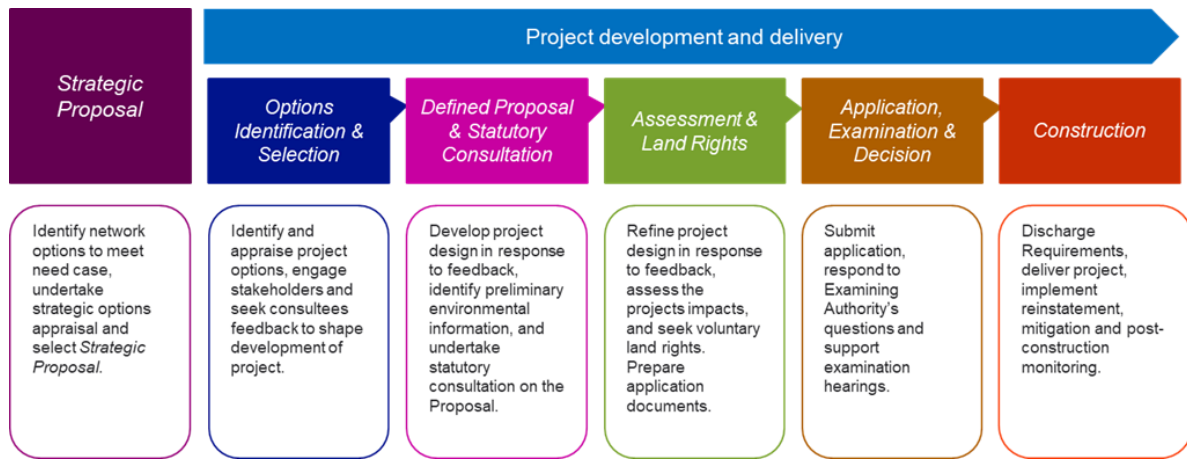 Project development and delivery
Strategic
Proposal
Options
Identification &
Selection
Defined Proposal
& Statutory
Consultation
Assessment &
Land Rights
Application,
Examination &
Decision
Construction
Identify network
options to meet
need case,
undertake
strategic options
appraisal and
select Strategic
Proposal.
Identify and
appraise project
options, engage
stakeholders and
seek consultees
feedback to shape
development of
project.
Develop project
design in response
to feedback,
identify preliminary
environmental
information, and
undertake
statutory
consultation on the
Proposal.
Refine project
design in response
to feedback,
assess the
projects impacts,
and seek voluntary
land rights.
Prepare
application
documents.
Submit
application,
respond to
Examining
Authority's
questions and
support
examination
hearings.
Discharge
Requirements,
deliver project,
implement
reinstatement,
mitigation and post-
construction
monitoring.